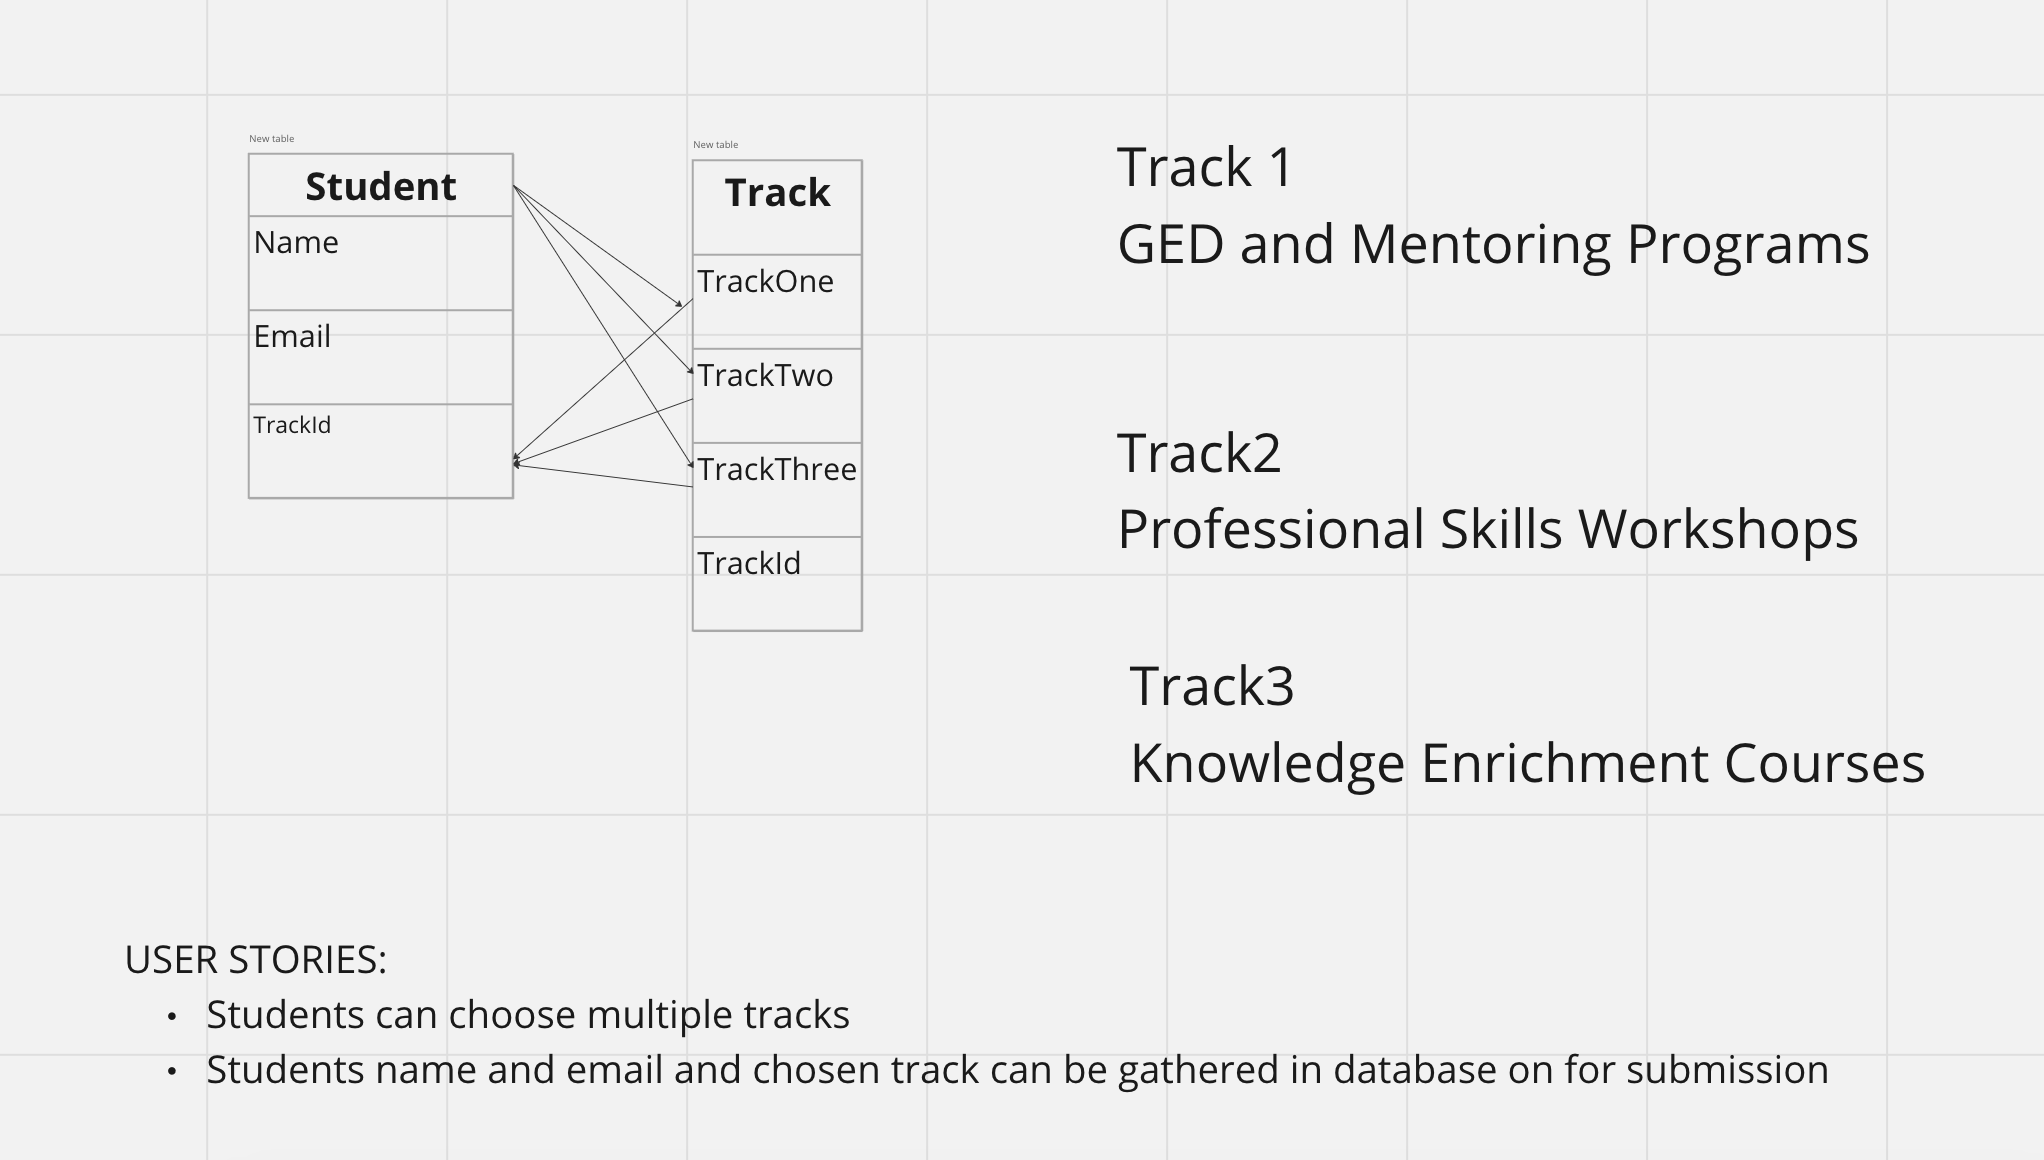 New table
Student
Name
Email
TrackId
New table
Track
TrackOne
TrackTwo
TrackThree
TrackId
Track 1
GED and Mentoring Programs
Track2
Professional Skills Workshops
Track3
Knowledge Enrichment Courses
USER STORIES:
• Students can choose multiple tracks
• Students name and email and chosen track can be gathered in database on for submission